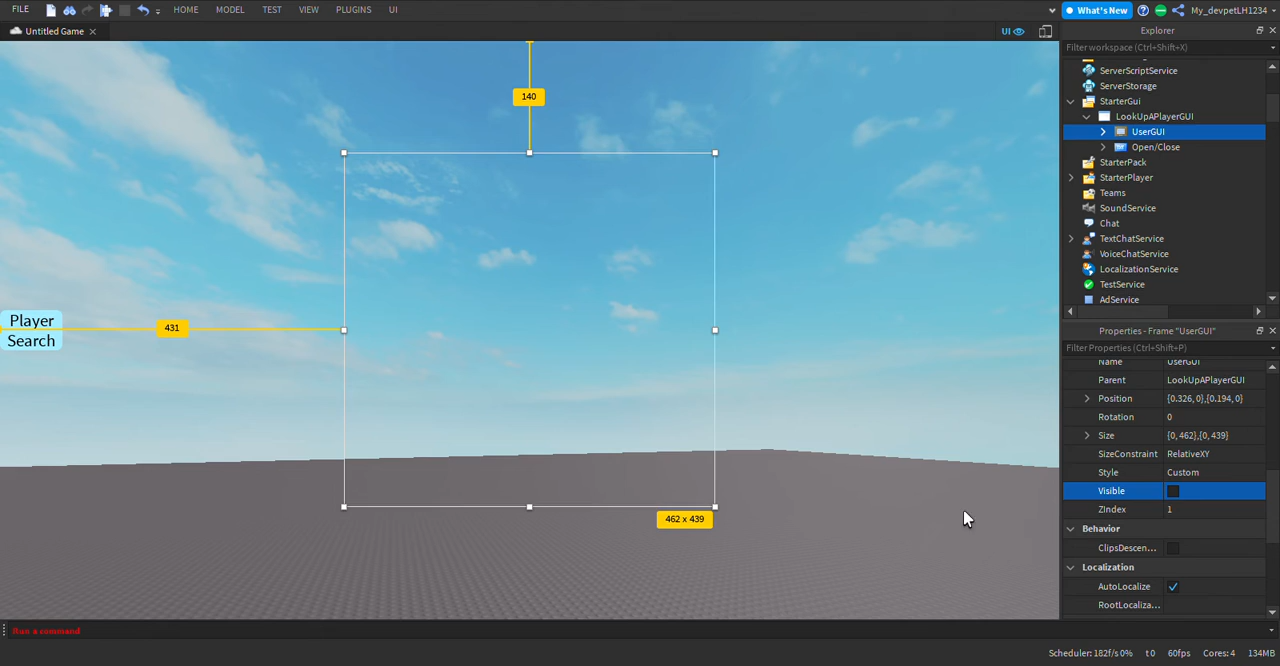 FILE HOME MODEL TEST VIEW PLUGINS UI What's New My_devpetLH1234
Untitled Game UI Explorer
Filter workspace (Ctrl+Shift+X)
ServerScriptService
ServerStorage
StarterGui
LookUpAPlayerGUI
UserGUI
Open/Close
StarterPack
StarterPlayer
Teams
SoundService
Chat
TextChatService
VoiceChatService
LocalizationService
TestService
AdService
140
431
462 x 439
Player
Search
Properties - Frame "UserGUI"
Filter Properties (Ctrl+Shift+P)
Name UserGUI
Parent LookUpAPlayerGUI
Position {0.326, 0},{0.194, 0}
Rotation 0
Size {0, 462},{0, 439}
SizeConstraint RelativeXY
Style Custom
Visible
ZIndex 1
Behavior
ClipsDescen...
Localization
AutoLocalize
RootLocaliza...
Run a command
Scheduler: 182f/s 0% t 0 60fps Cores: 4 134MB